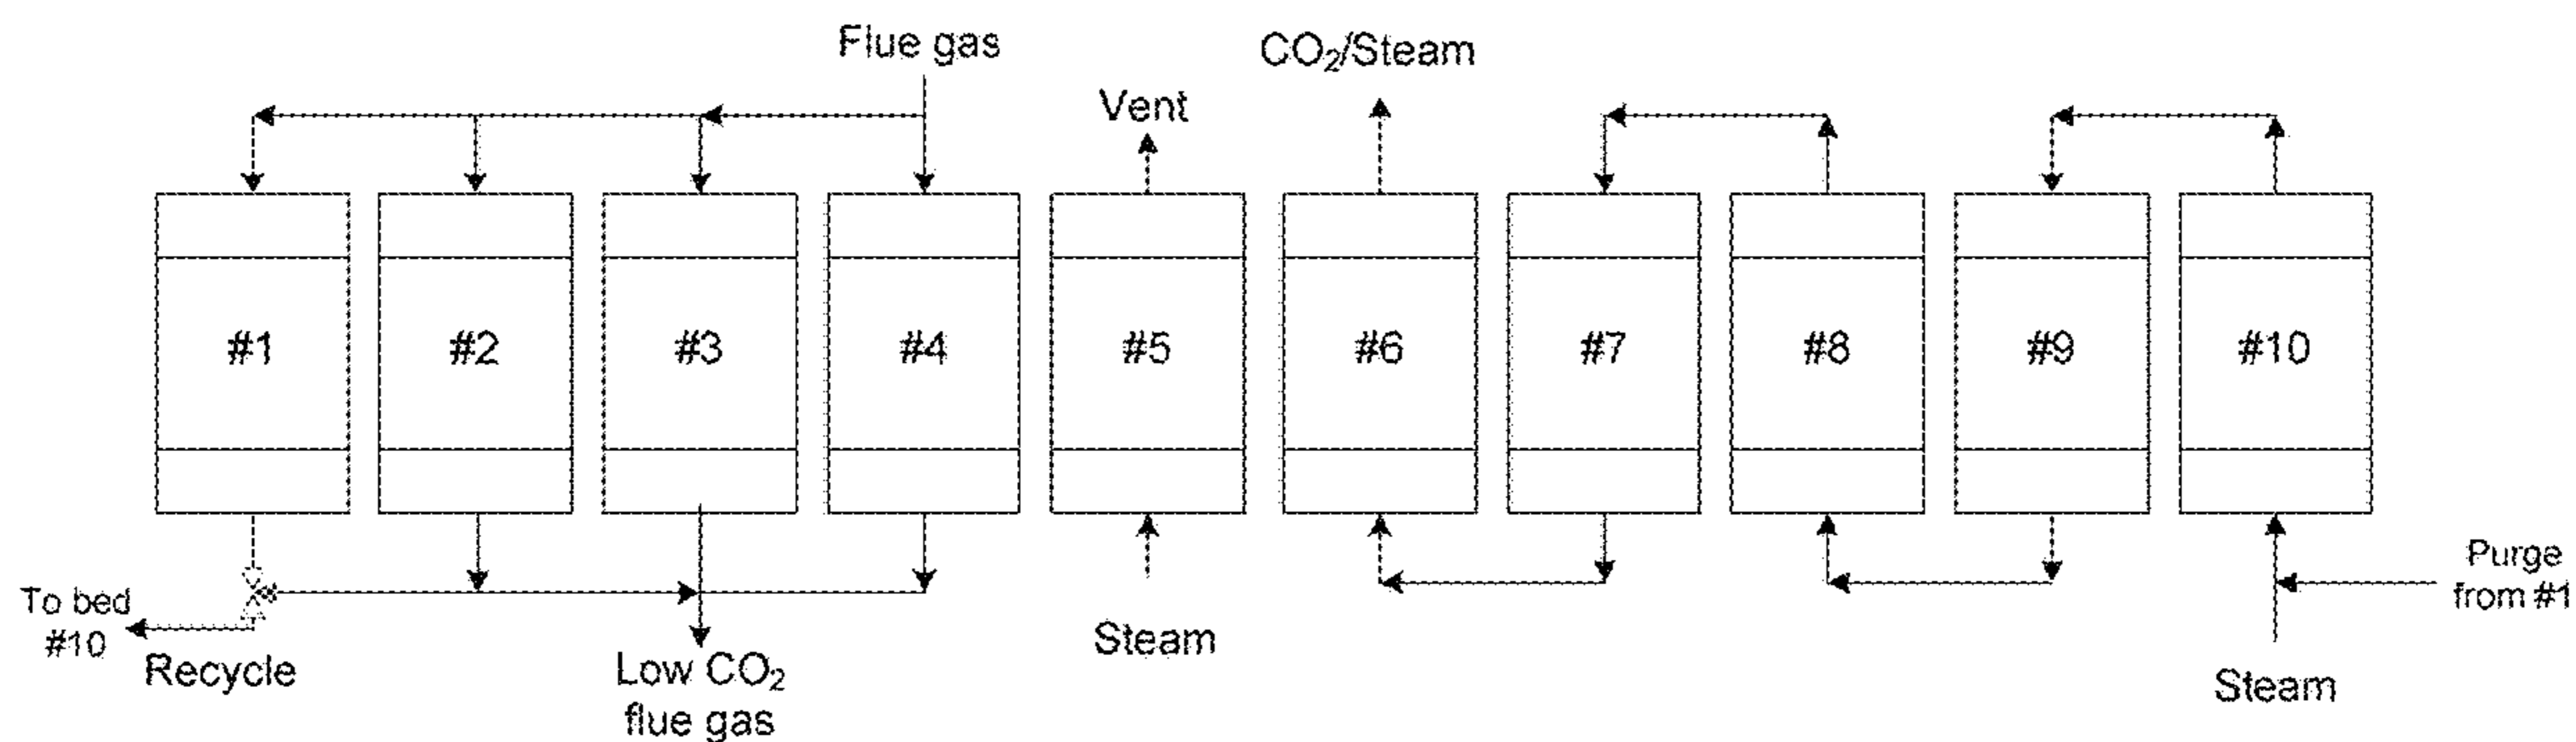 Flue gas
CO₂/Steam
Vent
#1
#2
#3
#4
#5
#6
#7
#8
#9
#10
To bed
#10
Recycle
Low CO₂
flue gas
Steam
Purge
from #1
Steam